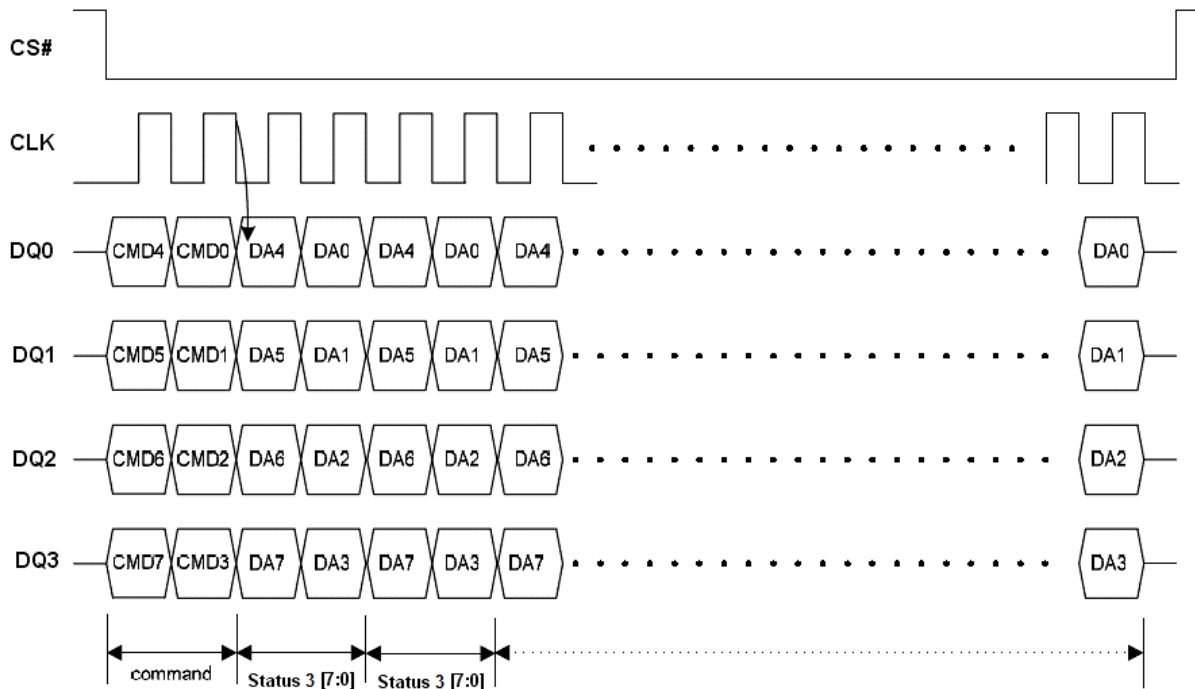 CS#
CLK
DQ0 CMD4 CMD0 DA4 DA0 DA4 DA0 DA4 DA0
DQ1 CMD5 CMD1 DA5 DA1 DA5 DA1 DA5 DA1
DQ2 CMD6 CMD2 DA6 DA2 DA6 DA2 DA6 DA2
DQ3 CMD7 CMD3 DA7 DA3 DA7 DA3 DA7 DA3
command Status 3 [7:0] Status 3 [7:0]